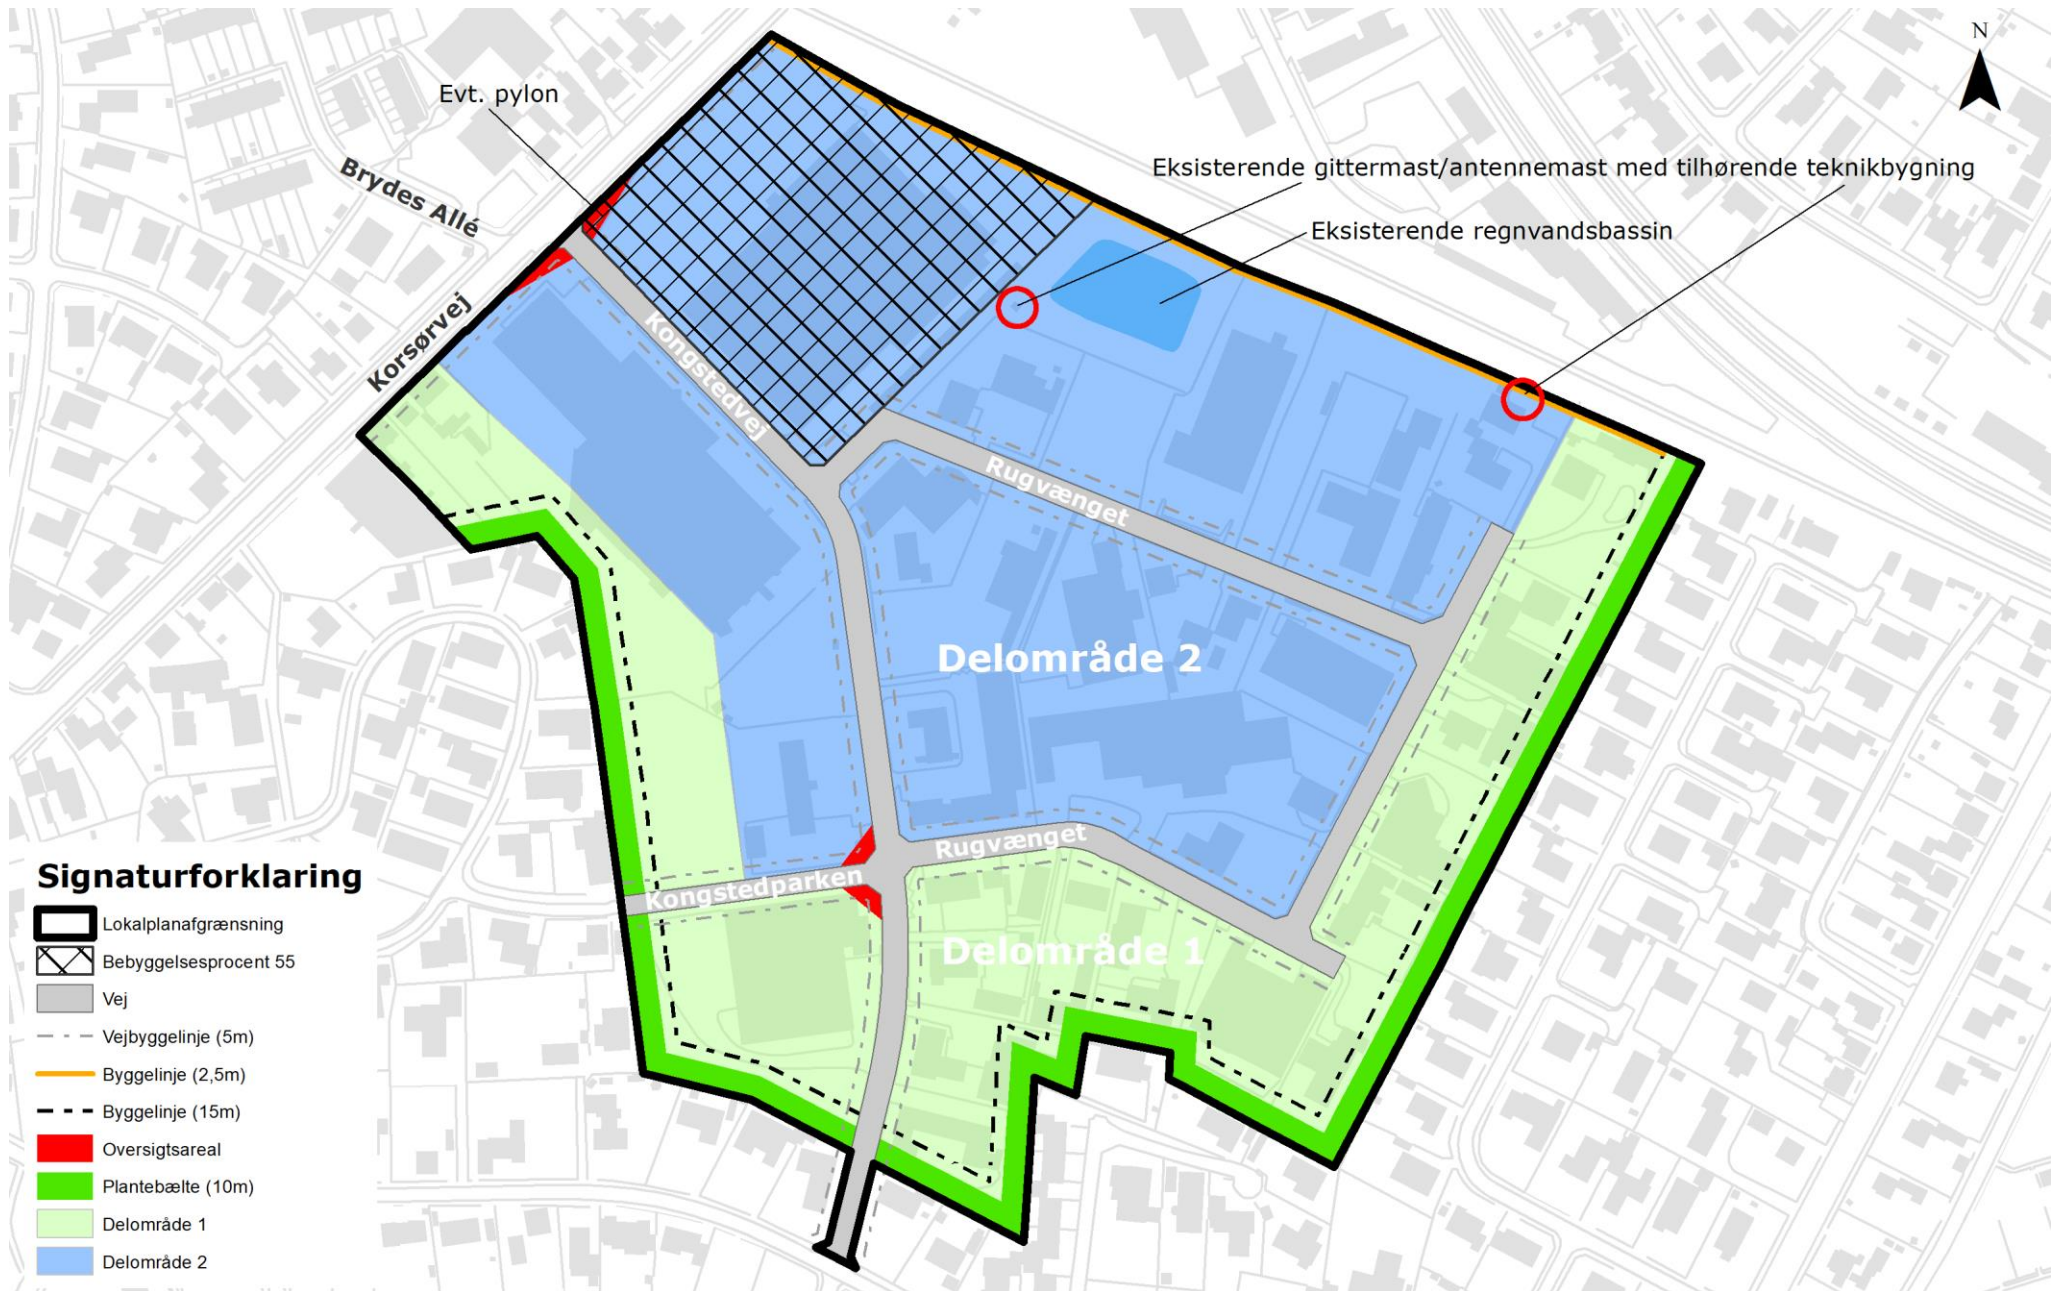 N
Evt. pylon
Brydes Allé
Eksisterende gittermast/antennemast med tilhørende teknikbygning
Eksisterende regnvandsbassin
Korsørvej
Kongstedvej
Rugvænget
Delområde 2
Rugvænget
Kongstedparken
Delområde 1
Signaturforklaring
Lokalplanafgrænsning
Bebyggelsesprocent 55
Vej
Vejbyggelinje (5m)
Byggelinje (2,5m)
Byggelinje (15m)
Oversigtsareal
Plantebælte (10m)
Delområde 1
Delområde 2